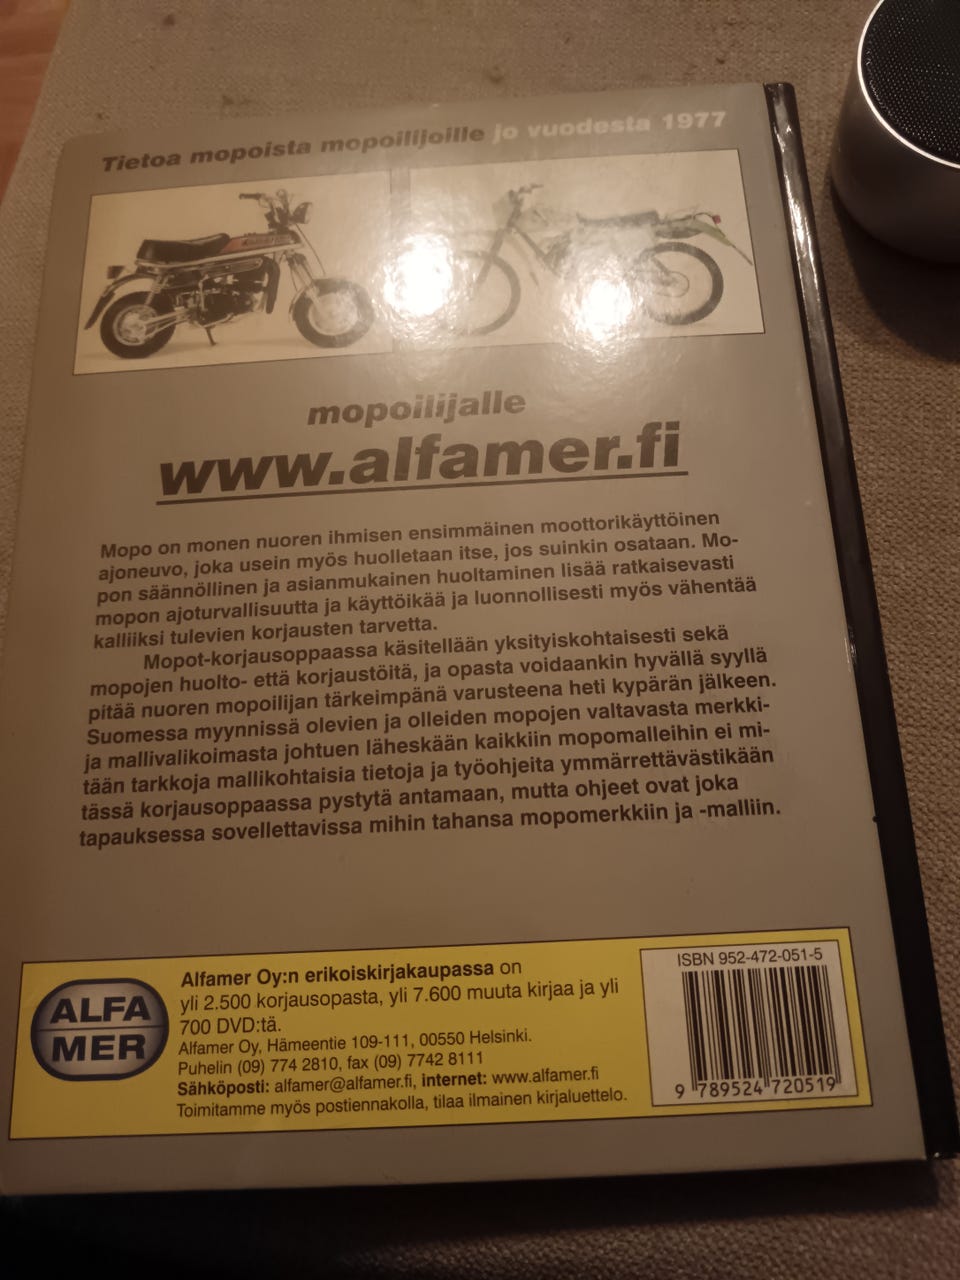 Tietoa mopoista mopoilijoille jo vuodesta 1977
mopoilijalle
www.alfamer.fi
Mopo on monen nuoren ihmisen ensimmäinen moottorikäyttöinen
ajoneuvo, joka usein myös huolletaan itse, jos suinkin osataan. Mo-
pon säännöllinen ja asianmukainen huoltaminen lisää ratkaisevasti
mopon ajoturvallisuutta ja käyttöikää ja luonnollisesti myös vähentää
kalliiksi tulevien korjausten tarvetta.
Mopot-korjausoppaassa käsitellään yksityiskohtaisesti sekä
mopojen huolto- että korjaustöitä, ja opasta voidaankin hyvällä syyllä
pitää nuoren mopoilijan tärkeimpänä varusteena heti kypärän jälkeen.
Suomessa myynnissä olevien ja olleiden mopojen valtavasta merkki-
ja mallivalikoimasta johtuen läheskään kaikkiin mopomalleihin ei mi-
tään tarkkoja mallikohtaisia tietoja ja työohjeita ymmärrettävästikään
tässä korjausoppaassa pystytä antamaan, mutta ohjeet ovat joka
tapauksessa sovellettavissa mihin tahansa mopomerkkiin ja -malliin.
ALFA
MER
Alfamer Oy:n erikoiskirjakaupassa on
yli 2.500 korjausopasta, yli 7.600 muuta kirjaa ja yli
700 DVD:tä.
Alfamer Oy, Hämeentie 109-111, 00550 Helsinki.
Puhelin (09) 774 2810, fax (09) 7742 8111
Sähköposti: alfamer@alfamer.fi, internet: www.alfamer.fi
Toimitamme myös postiennakolla, tilaa ilmainen kirjaluettelo.
ISBN 952-472-051-5
9 789524 720519